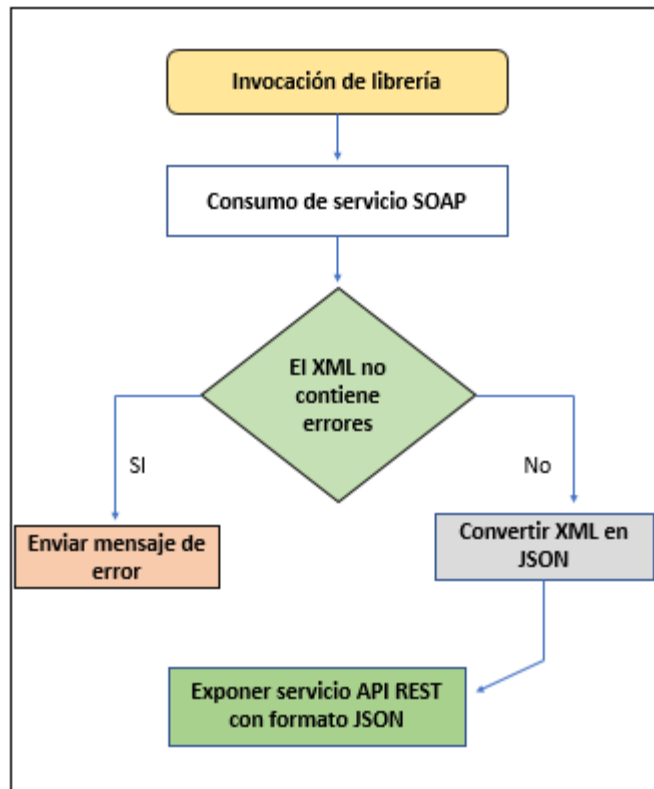 Invocación de librería
Consumo de servicio SOAP
El XML no
contiene
errores
SI
No
Enviar mensaje de
error
Convertir XML en
JSON
Exponer servicio API REST
con formato JSON